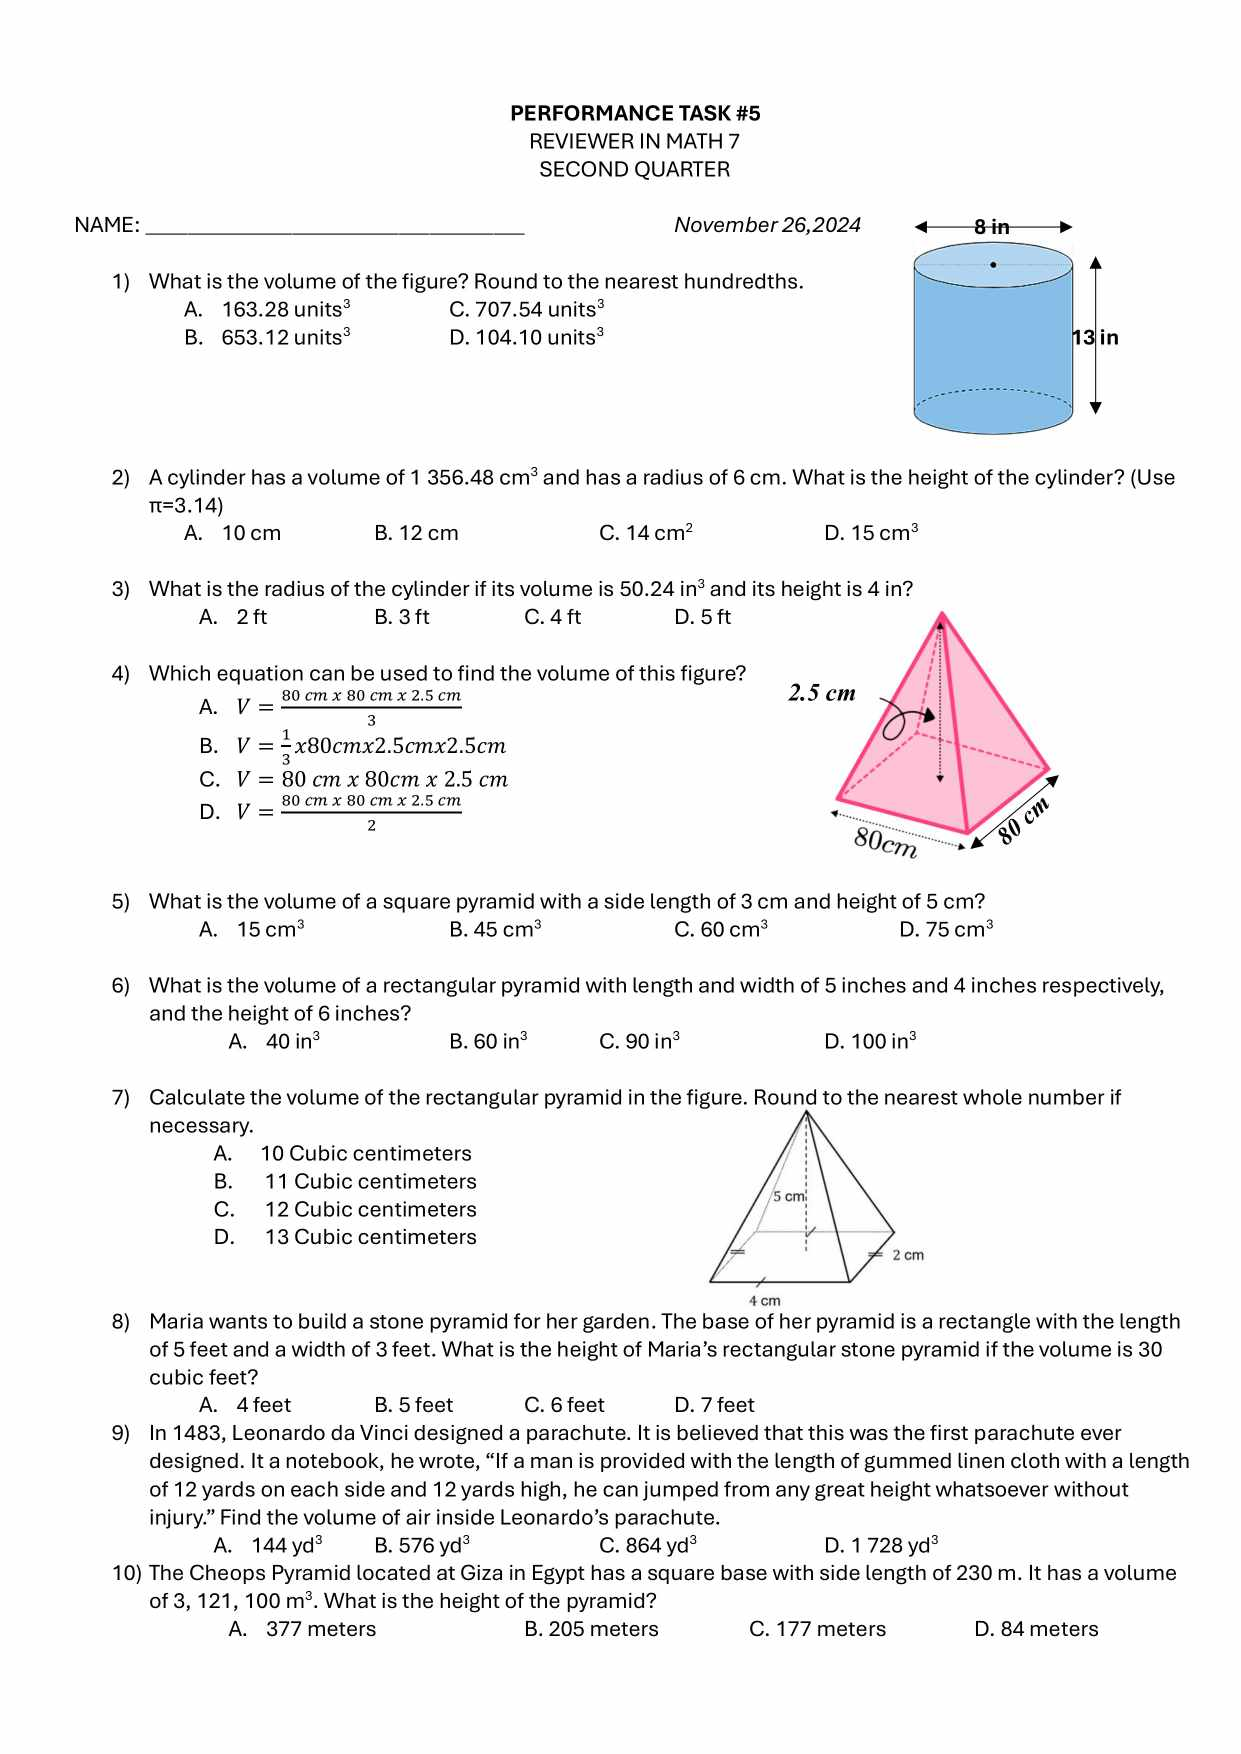 PERFORMANCE TASK #5
REVIEWER IN MATH 7
SECOND QUARTER
NAME: ___________________________________ November 26,2024
8 in
13 in
1) What is the volume of the figure? Round to the nearest hundredths.
A. 163.28 units³ C. 707.54 units³
B. 653.12 units³ D. 104.10 units³
2) A cylinder has a volume of 1 356.48 cm³ and has a radius of 6 cm. What is the height of the cylinder? (Use
π=3.14)
A. 10 cm B. 12 cm C. 14 cm² D. 15 cm³
3) What is the radius of the cylinder if its volume is 50.24 in³ and its height is 4 in?
A. 2 ft B. 3 ft C. 4 ft D. 5 ft
4) Which equation can be used to find the volume of this figure?
A. V = (80 cm x 80 cm x 2.5 cm)/3
B. V = 1/3 x80cmx2.5cmx2.5cm
C. V = 80 cm x 80cm x 2.5 cm
D. V = (80 cm x 80 cm x 2.5 cm)/2
2.5 cm
80cm
80 cm
5) What is the volume of a square pyramid with a side length of 3 cm and height of 5 cm?
A. 15 cm³ B. 45 cm³ C. 60 cm³ D. 75 cm³
6) What is the volume of a rectangular pyramid with length and width of 5 inches and 4 inches respectively,
and the height of 6 inches?
A. 40 in³ B. 60 in³ C. 90 in³ D. 100 in³
7) Calculate the volume of the rectangular pyramid in the figure. Round to the nearest whole number if
necessary.
A. 10 Cubic centimeters
B. 11 Cubic centimeters
C. 12 Cubic centimeters
D. 13 Cubic centimeters
5 cm
2 cm
4 cm
8) Maria wants to build a stone pyramid for her garden. The base of her pyramid is a rectangle with the length
of 5 feet and a width of 3 feet. What is the height of Maria’s rectangular stone pyramid if the volume is 30
cubic feet?
A. 4 feet B. 5 feet C. 6 feet D. 7 feet
9) In 1483, Leonardo da Vinci designed a parachute. It is believed that this was the first parachute ever
designed. It a notebook, he wrote, “If a man is provided with the length of gummed linen cloth with a length
of 12 yards on each side and 12 yards high, he can jumped from any great height whatsoever without
injury.” Find the volume of air inside Leonardo’s parachute.
A. 144 yd³ B. 576 yd³ C. 864 yd³ D. 1 728 yd³
10) The Cheops Pyramid located at Giza in Egypt has a square base with side length of 230 m. It has a volume
of 3, 121, 100 m³. What is the height of the pyramid?
A. 377 meters B. 205 meters C. 177 meters D. 84 meters